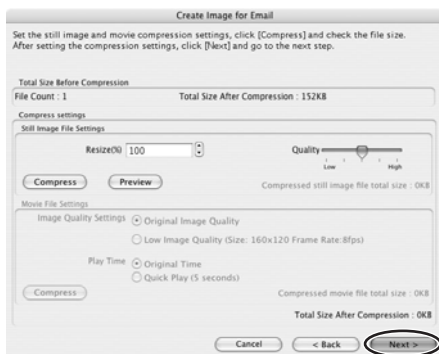 Create Image for Email
Set the still image and movie compression settings, click [Compress] and check the file size.
After setting the compression settings, click [Next] and go to the next step.
Total Size Before Compression
File Count : 1 Total Size After Compression : 152KB
Compress settings
Still Image File Settings
Resize(%) 100 Quality
Low High
Compress Preview Compressed still image file total size : 0KB
Movie File Settings
Image Quality Settings Original Image Quality
Low Image Quality (Size: 160x120 Frame Rate:8fps)
Play Time Original Time
Quick Play (5 seconds)
Compress Compressed movie file total size : 0KB
Total Size After Compression : 0KB
Cancel < Back Next >